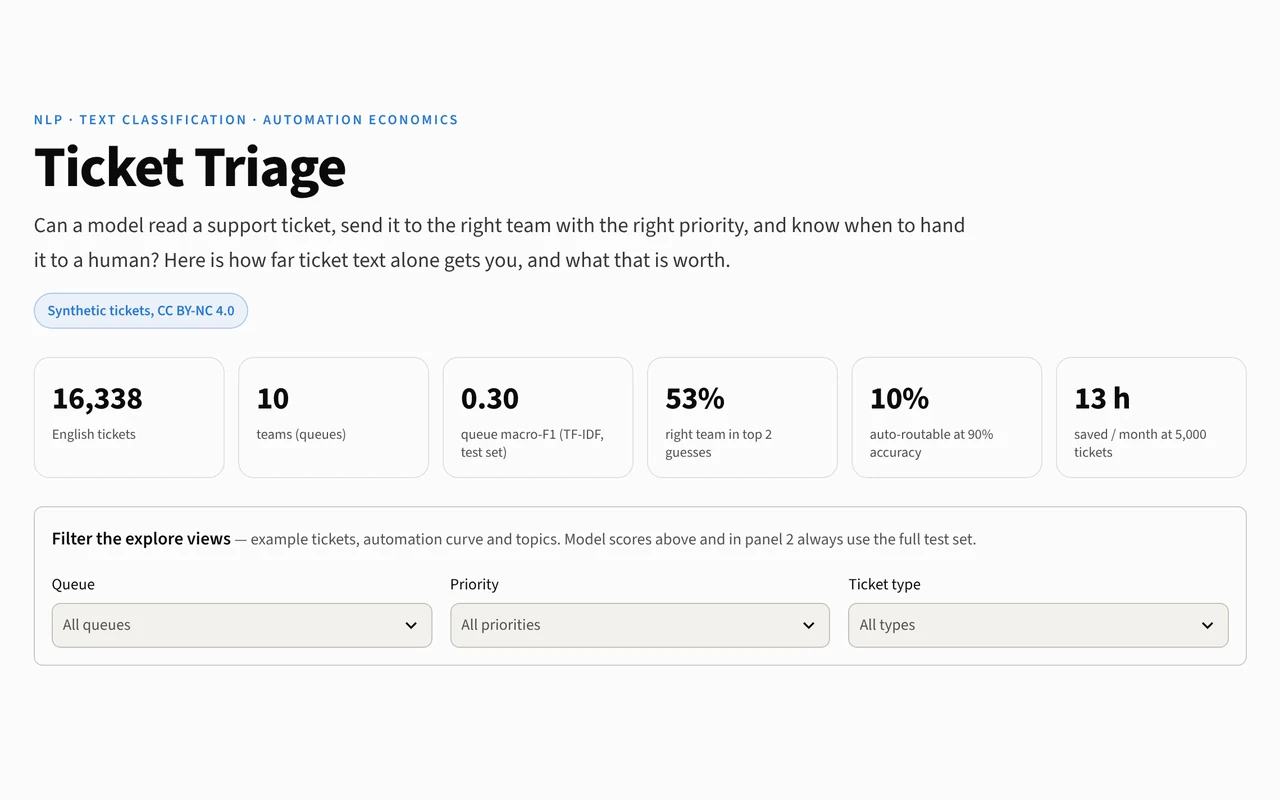 NLP · TEXT CLASSIFICATION · AUTOMATION ECONOMICS
Ticket Triage
Can a model read a support ticket, send it to the right team with the right priority, and know when to hand
it to a human? Here is how far ticket text alone gets you, and what that is worth.
Synthetic tickets, CC BY-NC 4.0
16,338
English tickets
10
teams (queues)
0.30
queue macro-F1 (TF-IDF,
test set)
53%
right team in top 2
guesses
10%
auto-routable at 90%
accuracy
13 h
saved / month at 5,000
tickets
Filter the explore views — example tickets, automation curve and topics. Model scores above and in panel 2 always use the full test set.
Queue
All queues
Priority
All priorities
Ticket type
All types